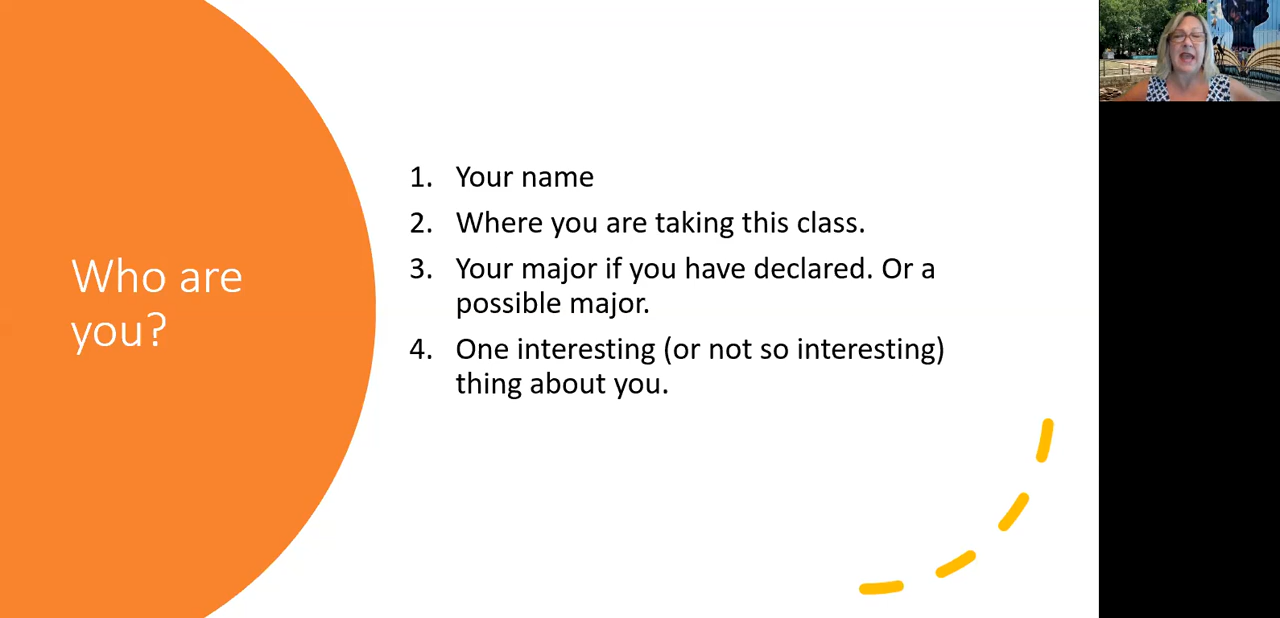 Who are
you?
1. Your name
2. Where you are taking this class.
3. Your major if you have declared. Or a
possible major.
4. One interesting (or not so interesting)
thing about you.